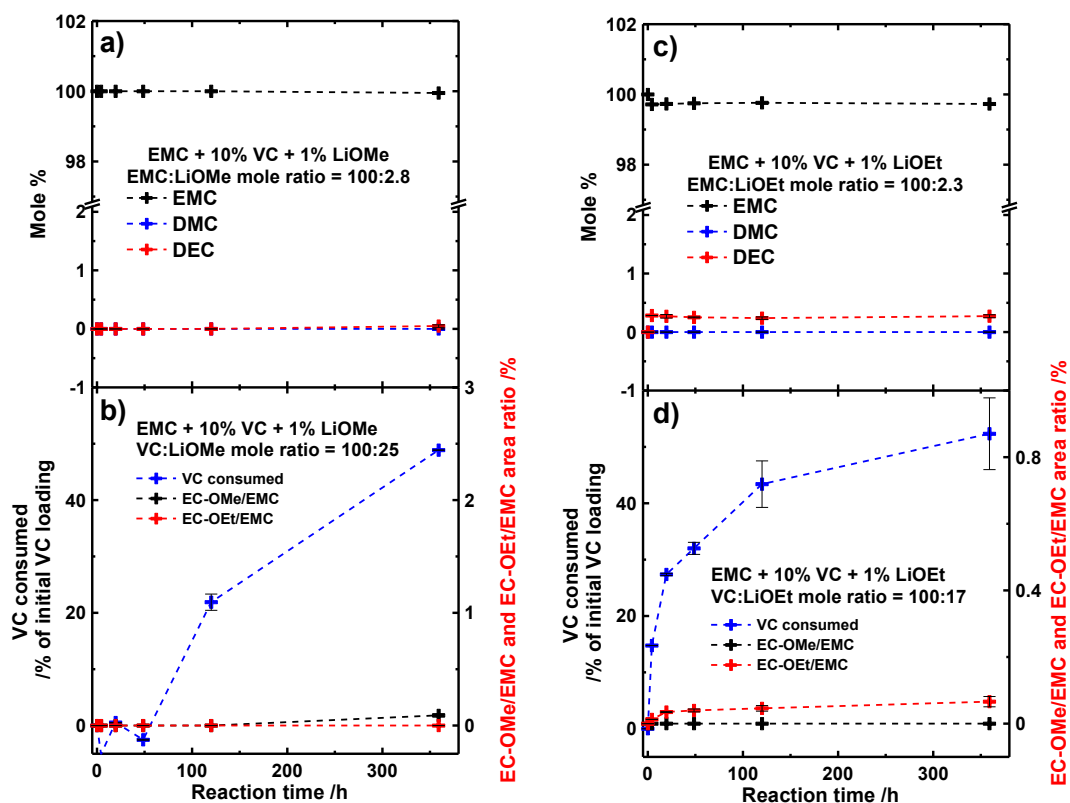 a)
102
100
98
2
1
0
-1
Mole %
EMC + 10% VC + 1% LiOMe
EMC:LiOMe mole ratio = 100:2.8
EMC
DMC
DEC
b)
40
20
0
VC consumed
/% of initial VC loading
EMC + 10% VC + 1% LiOMe
VC:LiOMe mole ratio = 100:25
VC consumed
EC-OMe/EMC
EC-OEt/EMC
3
2
1
0
EC-OMe/EMC and EC-OEt/EMC area ratio /%
0 100 200 300
Reaction time /h
c)
102
100
98
2
1
0
-1
Mole %
EMC + 10% VC + 1% LiOEt
EMC:LiOEt mole ratio = 100:2.3
EMC
DMC
DEC
d)
60
40
20
0
VC consumed
/% of initial VC loading
EMC + 10% VC + 1% LiOEt
VC:LiOEt mole ratio = 100:17
VC consumed
EC-OMe/EMC
EC-OEt/EMC
0.8
0.4
0
EC-OMe/EMC and EC-OEt/EMC area ratio /%
0 100 200 300
Reaction time /h